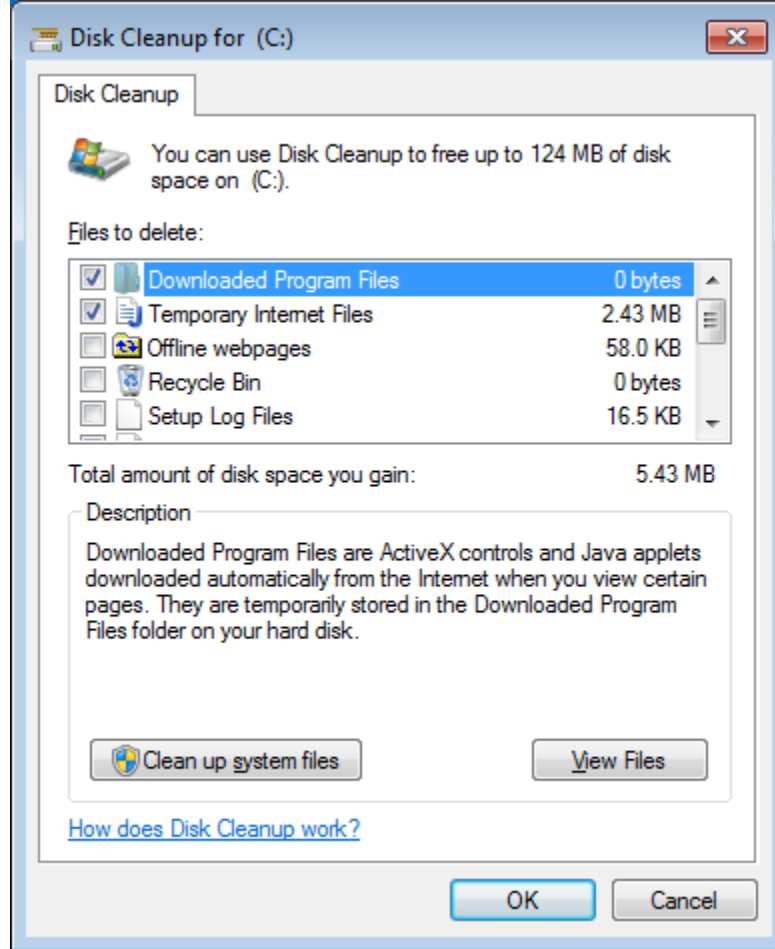 Disk Cleanup for (C:)
Disk Cleanup
You can use Disk Cleanup to free up to 124 MB of disk
space on (C:).
Files to delete:
Downloaded Program Files 0 bytes
Temporary Internet Files 2.43 MB
Offline webpages 58.0 KB
Recycle Bin 0 bytes
Setup Log Files 16.5 KB
Total amount of disk space you gain: 5.43 MB
Description
Downloaded Program Files are ActiveX controls and Java applets
downloaded automatically from the Internet when you view certain
pages. They are temporarily stored in the Downloaded Program
Files folder on your hard disk.
Clean up system files View Files
How does Disk Cleanup work?
OK Cancel